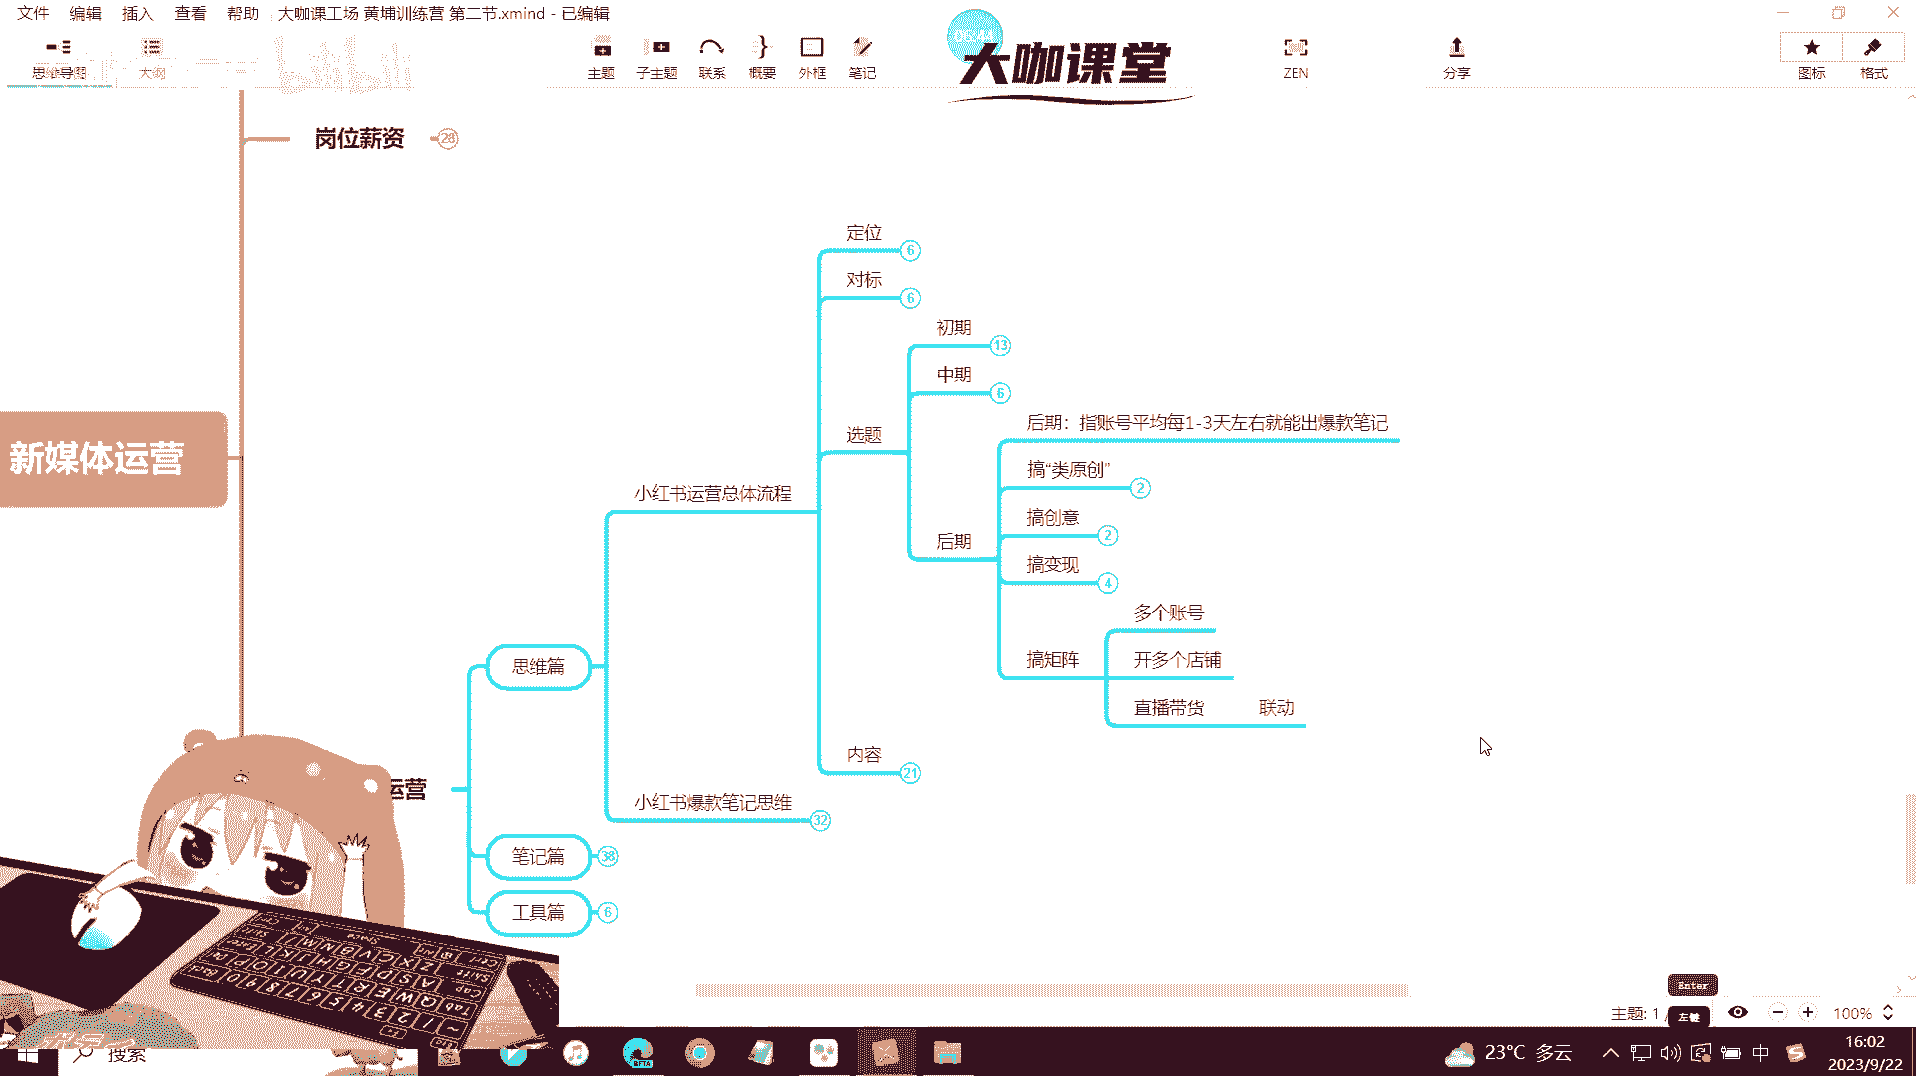 文件 编辑 插入 查看 帮助 大咖课工场 黄埔训练营 第二节.xmind - 已编辑
思维导图 大纲 主题 子主题 联系 概要 外框 笔记 ZEN 分享 图标 格式
大咖课堂
岗位薪资 28
新媒体运营
运营
思维篇
小红书运营总体流程
定位 6
对标 6
选题
初期 13
中期 6
后期
后期：指账号平均每1-3天左右就能出爆款笔记
搞“类原创” 2
搞创意 2
搞变现 4
搞矩阵
多个账号
开多个店铺
直播带货 联动
内容 21
小红书爆款笔记思维 32
笔记篇 38
工具篇 6
Enter
左键
主题: 1
100%
搜索
BETA
23°C 多云
中
16:02
2023/9/22